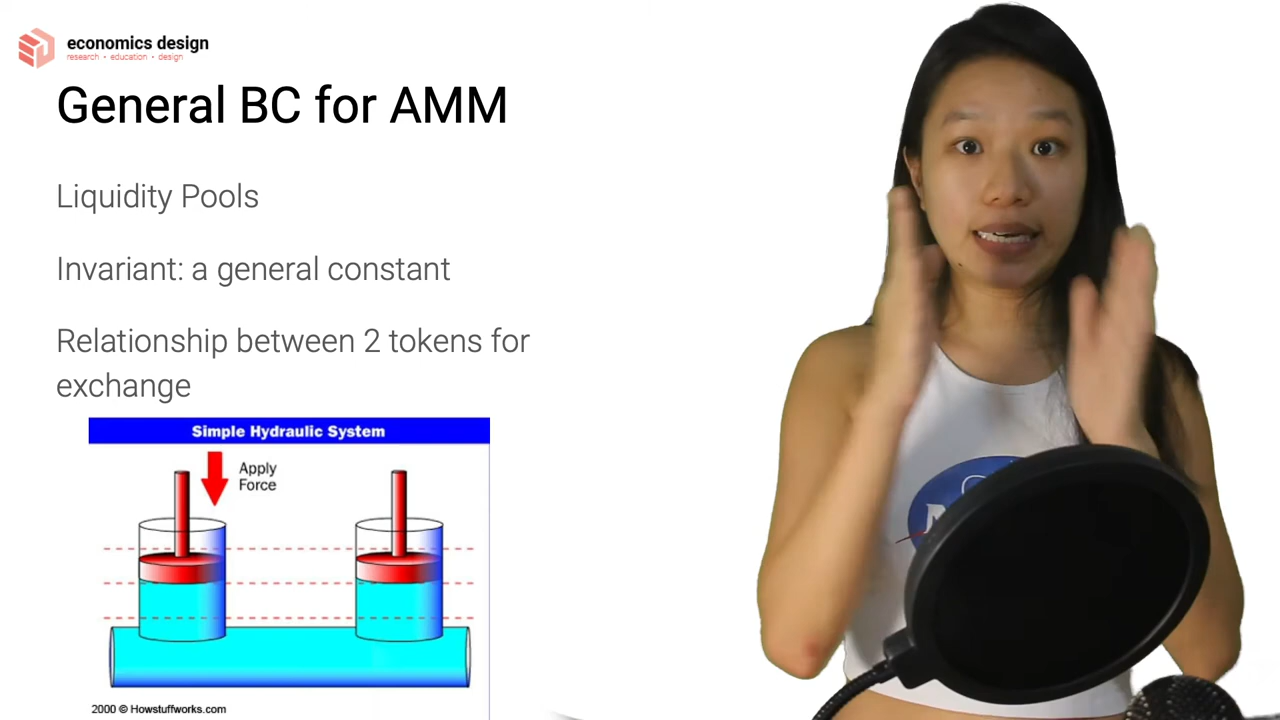 economics design
research • education • design
General BC for AMM
Liquidity Pools
Invariant: a general constant
Relationship between 2 tokens for
exchange
Simple Hydraulic System
Apply
Force
2000 © Howstuffworks.com